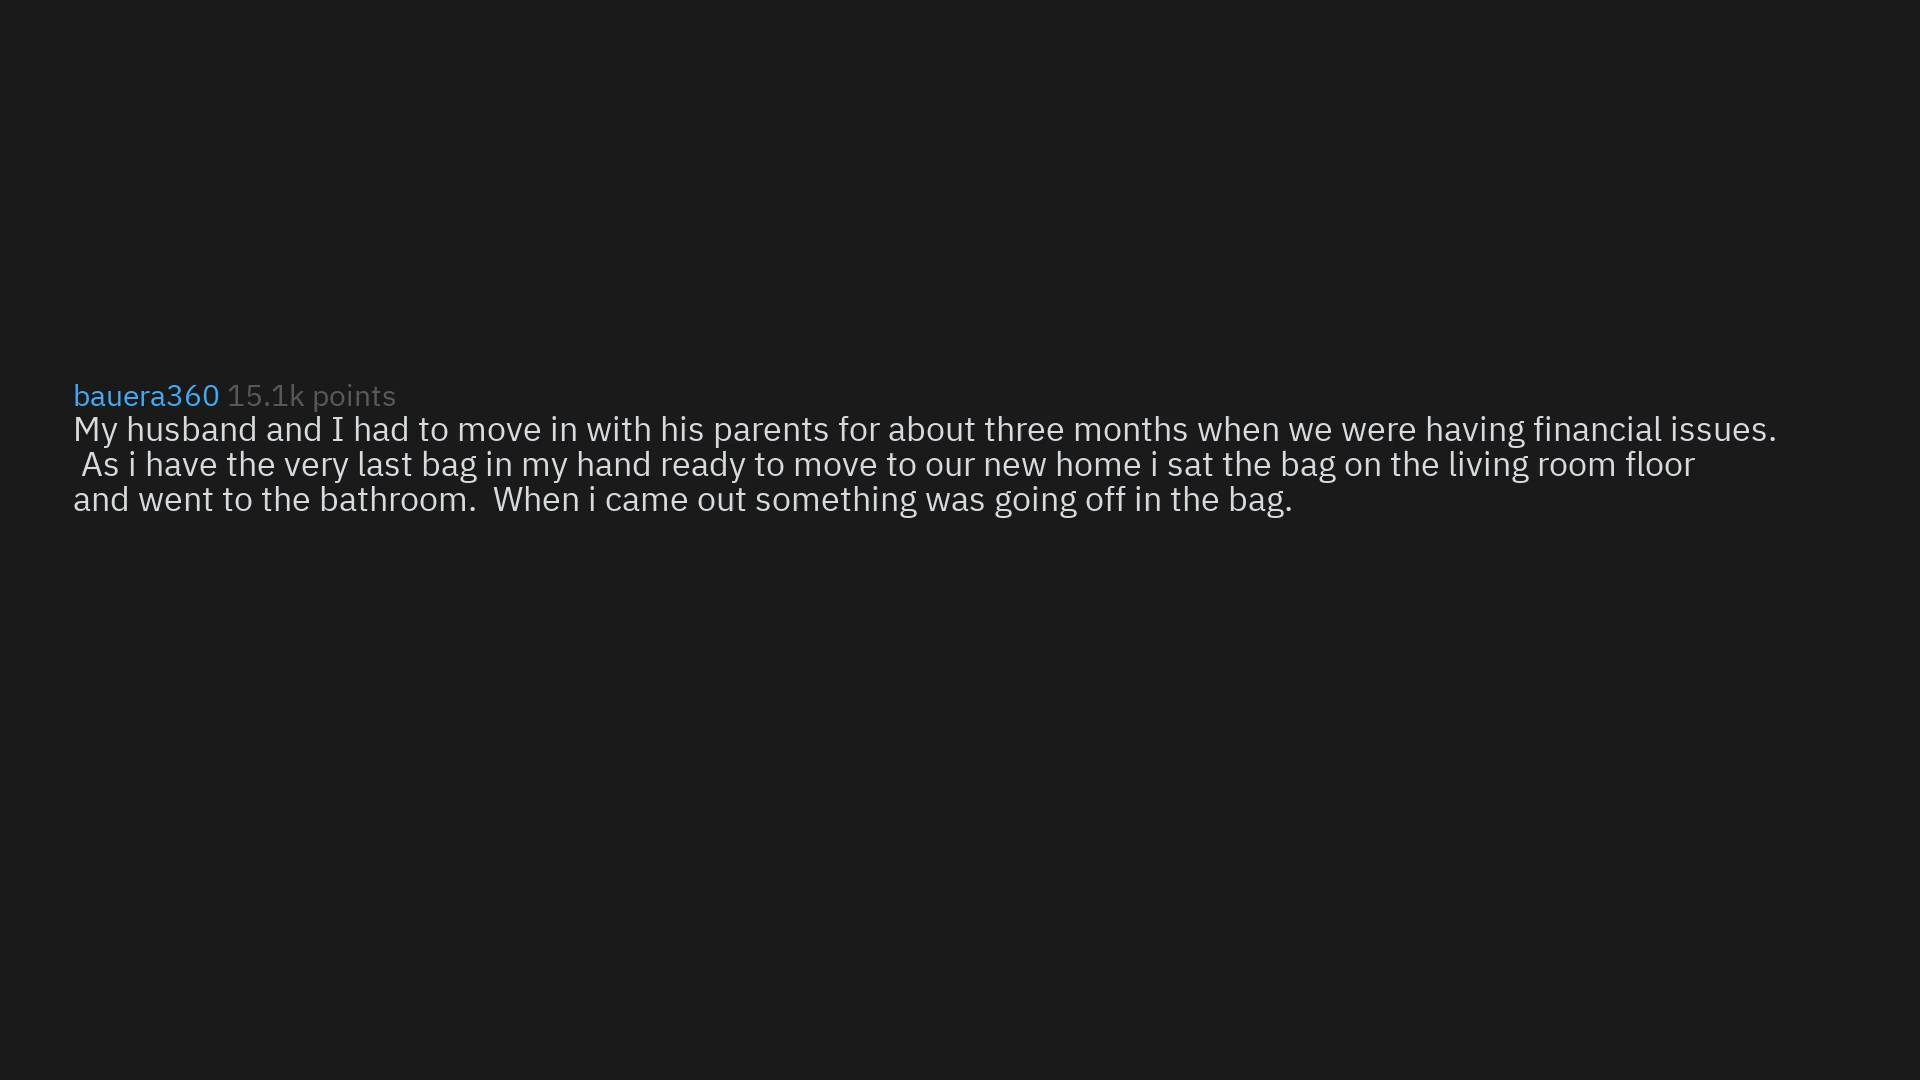 bauera360 15.1k points
My husband and I had to move in with his parents for about three months when we were having financial issues.
As i have the very last bag in my hand ready to move to our new home i sat the bag on the living room floor
and went to the bathroom.  When i came out something was going off in the bag.